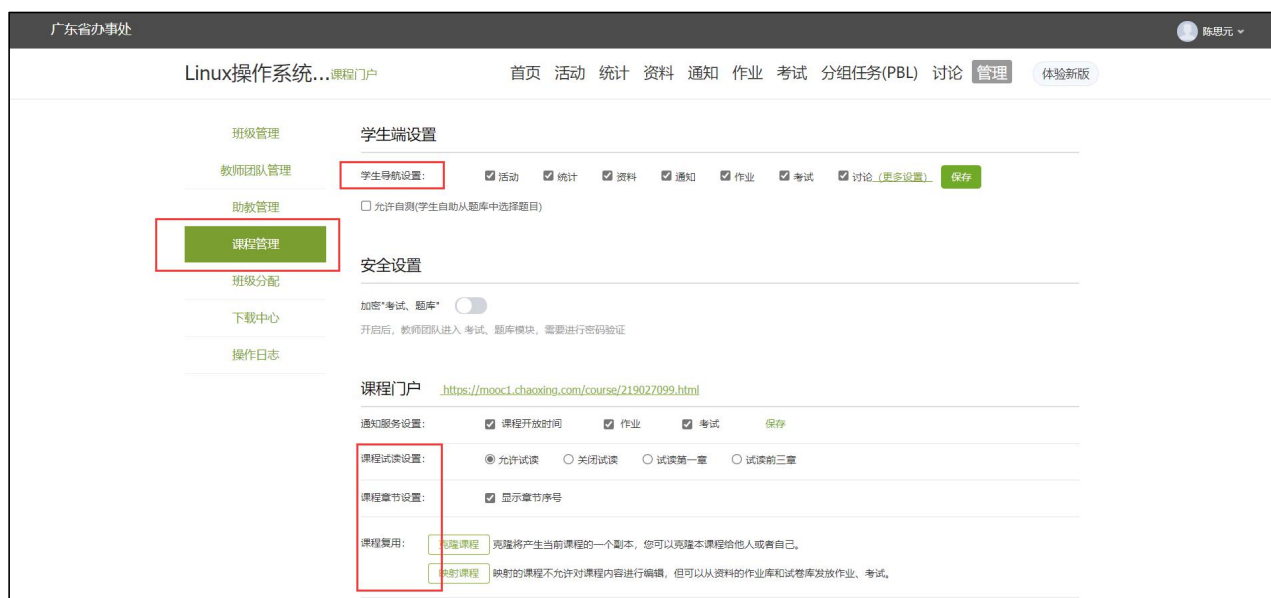 广东省办事处
陈思元
Linux操作系统...课程门户
首页 活动 统计 资料 通知 作业 考试 分组任务(PBL) 讨论 管理 体验新版
班级管理
教师团队管理
助教管理
课程管理
班级分配
下载中心
操作日志
学生端设置
学生导航设置: 活动 统计 资料 通知 作业 考试 讨论 (更多设置) 保存
允许自测(学生自助从题库中选择题目)
安全设置
加密"考试、题库"
开启后，教师团队进入 考试、题库模块，需要进行密码验证
课程门户 https://mooc1.chaoxing.com/course/219027099.html
通知服务设置: 课程开放时间 作业 考试 保存
课程试读设置: 允许试读 关闭试读 试读第一章 试读前三章
课程章节设置: 显示章节序号
课程复用: 克隆课程 克隆将产生当前课程的一个副本，您可以克隆本课程给他人或者自己。
映射课程 映射的课程不允许对课程内容进行编辑，但可以从资料的作业库和试卷库发放作业、考试。